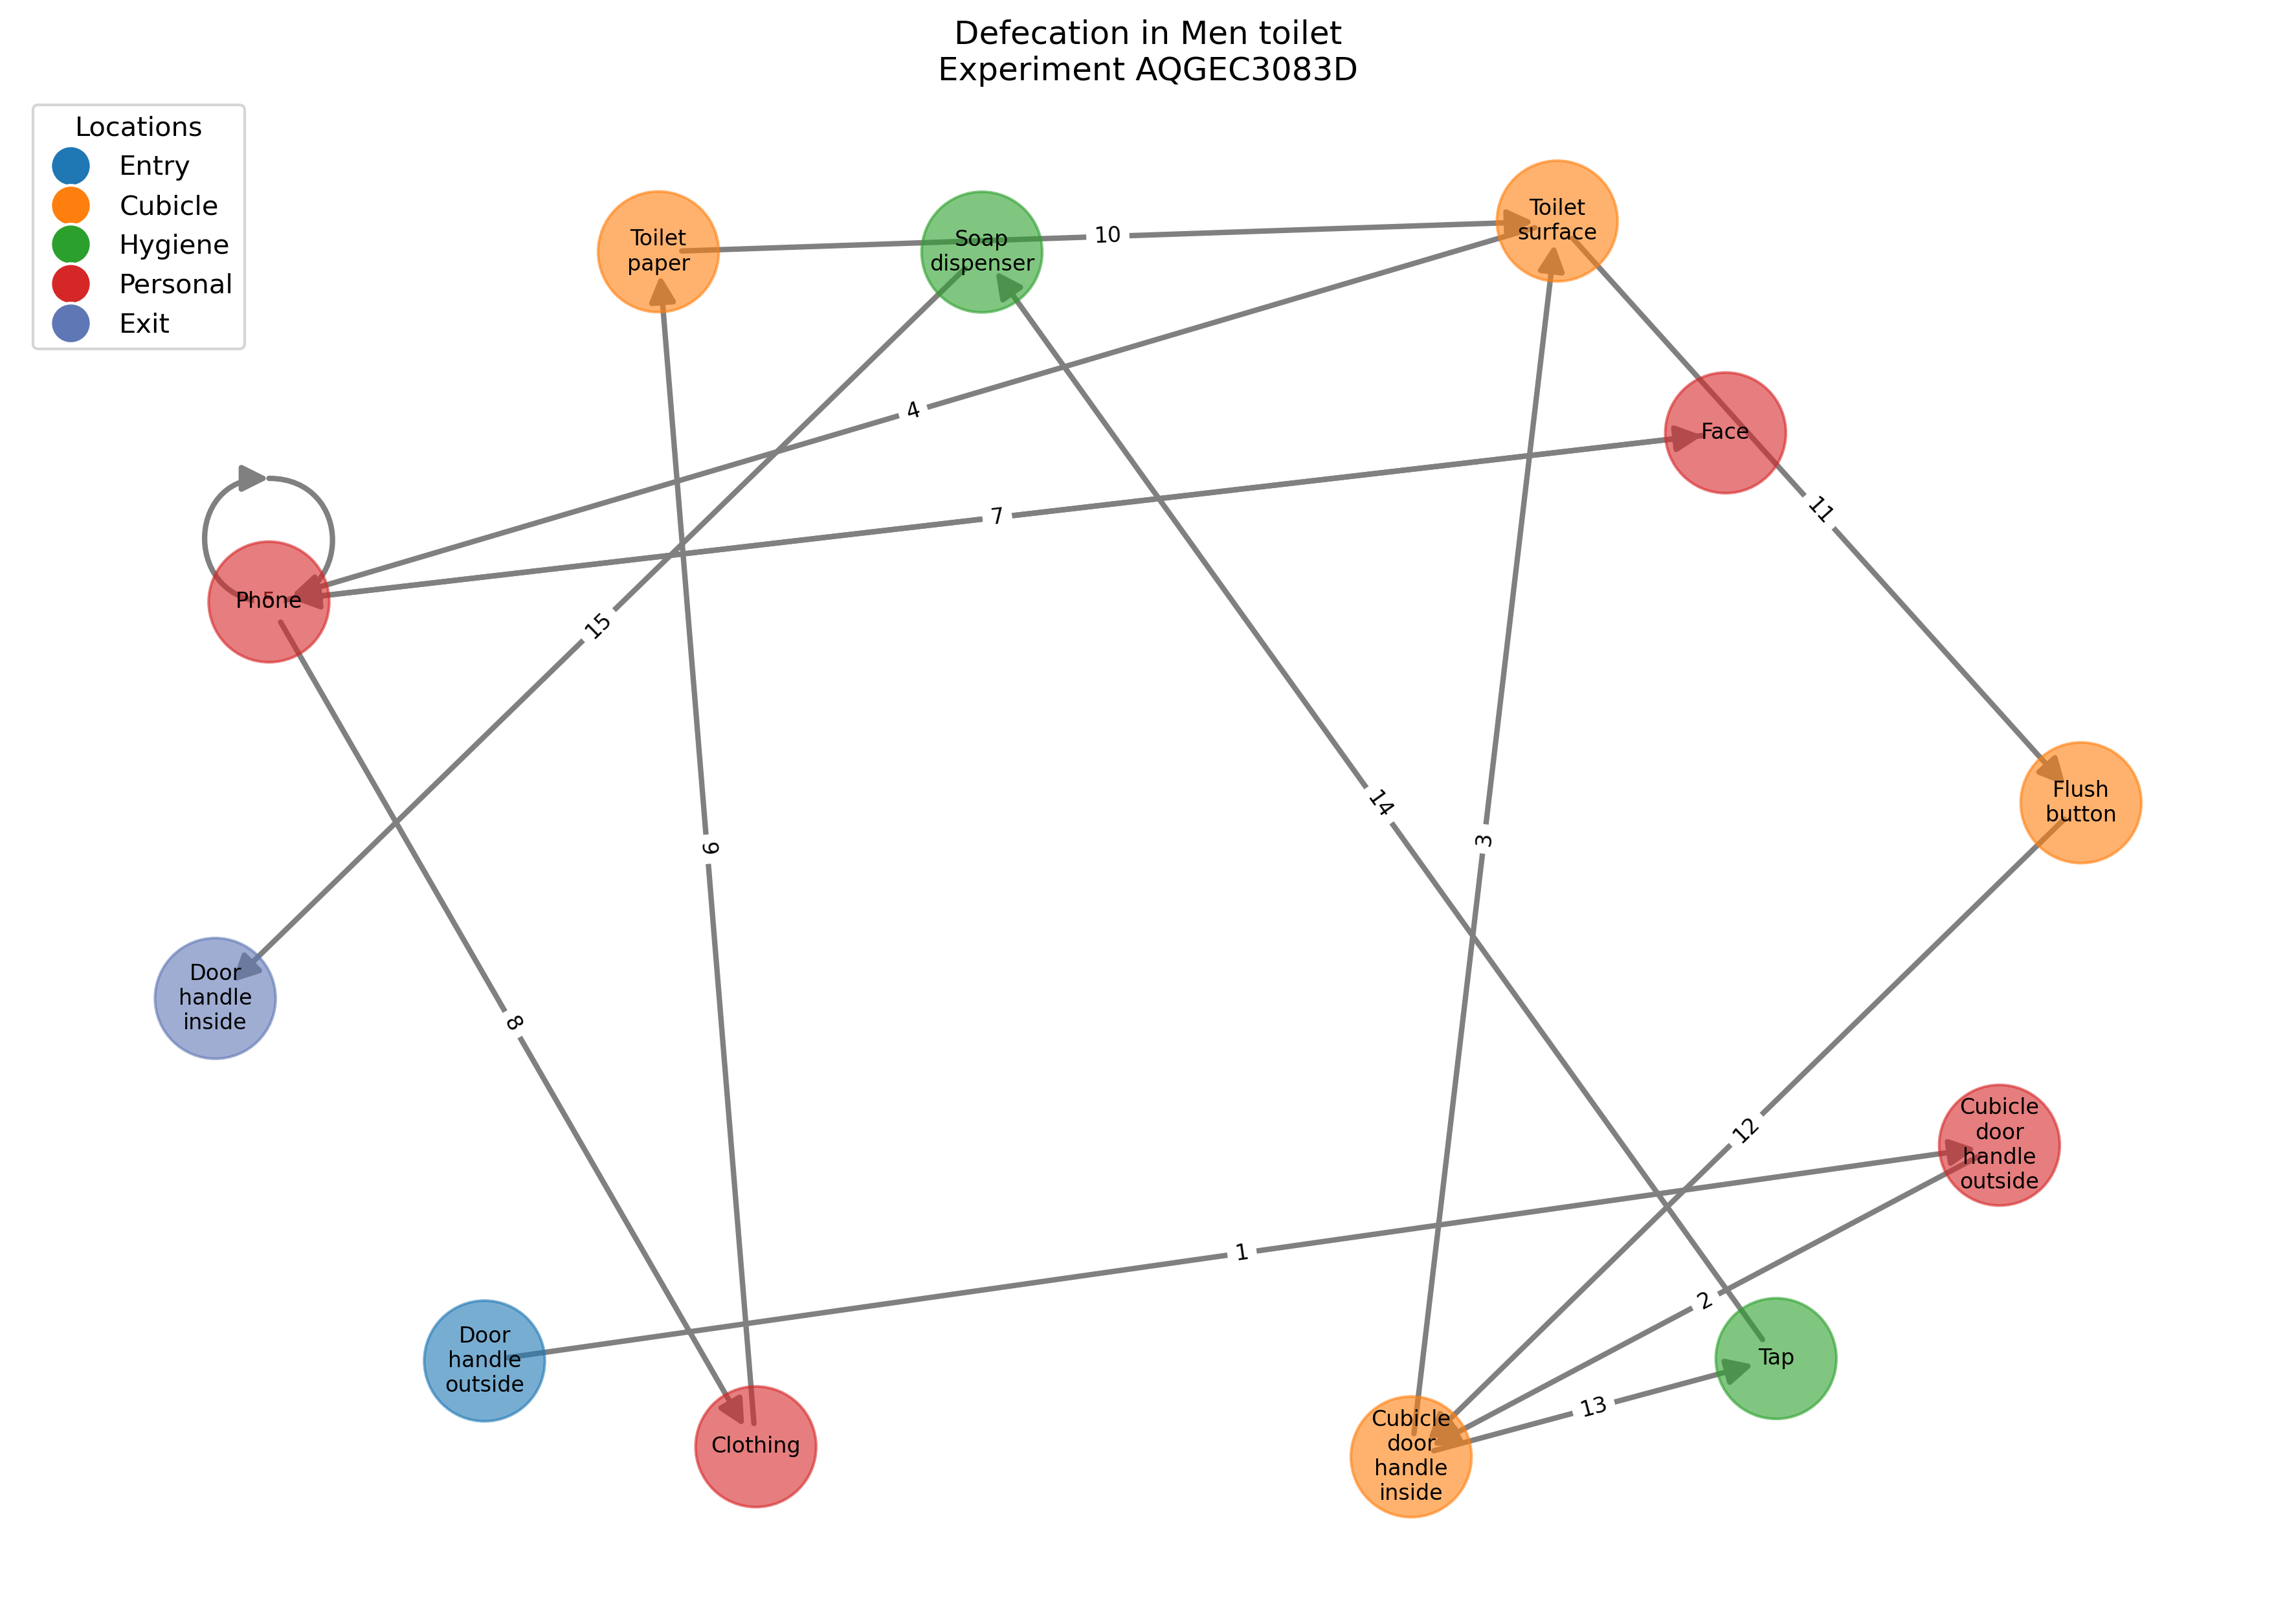 Defecation in Men toilet
Experiment AQGEC3083D
Locations
Entry
Cubicle
Hygiene
Personal
Exit
Toilet
paper
Soap
dispenser
10
Toilet
surface
4
Face
7
11
Phone
5
15
Flush
button
14
3
9
Door
handle
inside
8
12
Cubicle
door
handle
outside
1
2
Door
handle
outside
Tap
13
Clothing
Cubicle
door
handle
inside